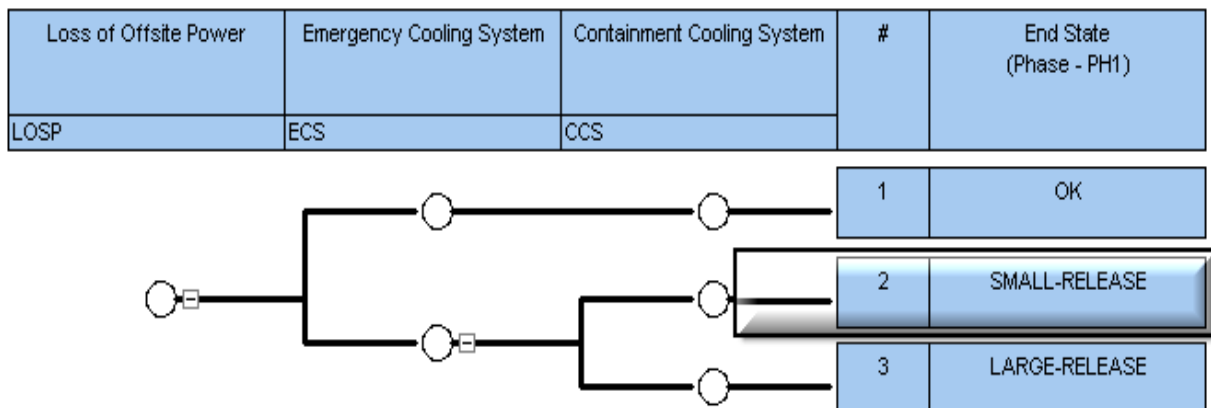 Loss of Offsite Power
Emergency Cooling System
Containment Cooling System
#
End State
(Phase - PH1)
LOSP
ECS
CCS
1
OK
2
SMALL-RELEASE
3
LARGE-RELEASE